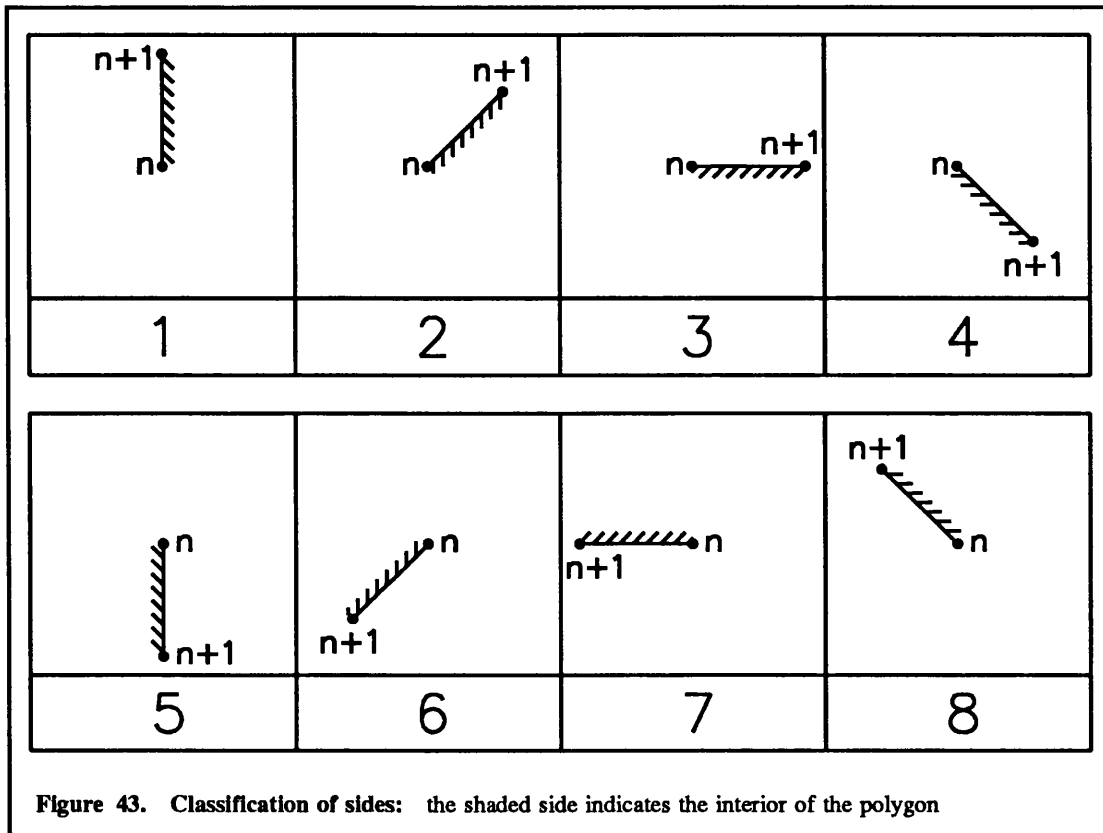 n+1
n
n+1
n
n
n+1
n
n+1
1
2
3
4
n
n+1
n
n+1
n
n+1
n+1
n
5
6
7
8
Figure 43. Classification of sides: the shaded side indicates the interior of the polygon